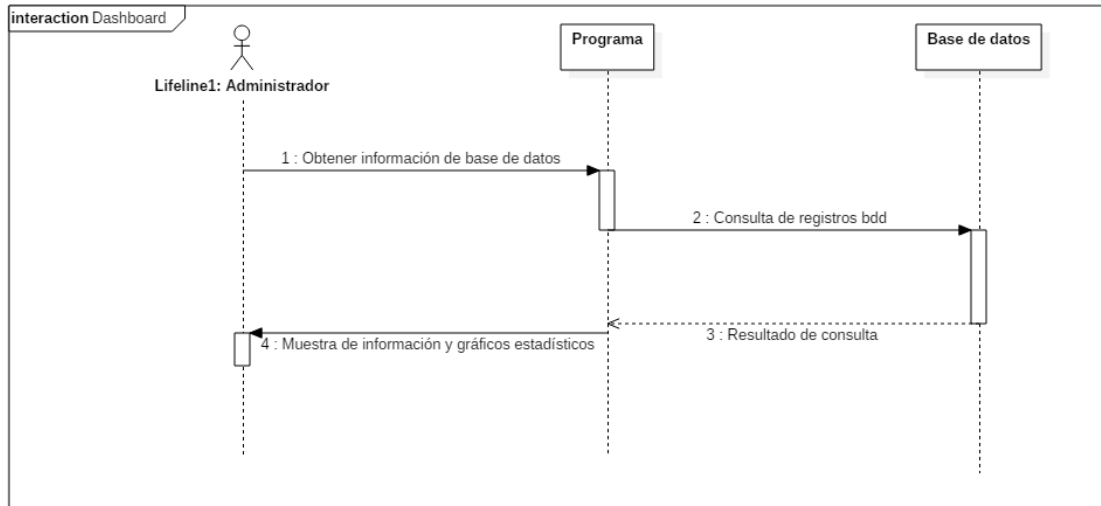 interaction Dashboard
Programa
Base de datos
Lifeline1: Administrador
1 : Obtener información de base de datos
2 : Consulta de registros bdd
3 : Resultado de consulta
4 : Muestra de información y gráficos estadísticos